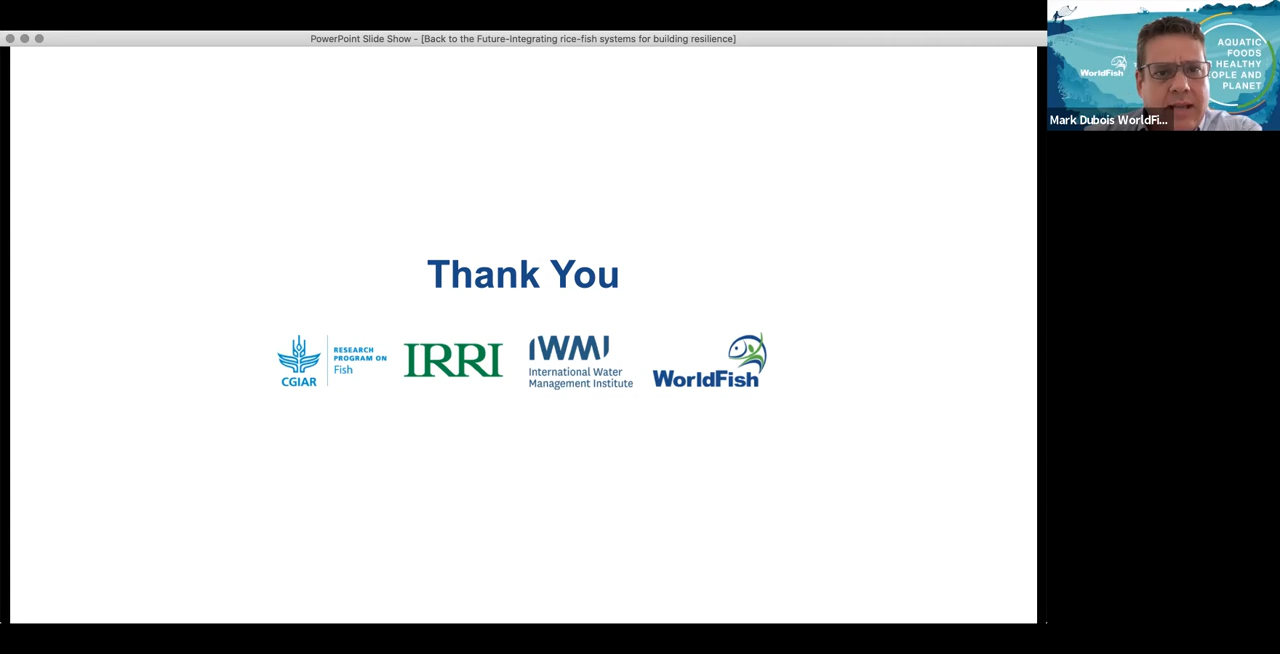 PowerPoint Slide Show - [Back to the Future-Integrating rice-fish systems for building resilience]
Thank You
CGIAR
RESEARCH
PROGRAM ON
Fish
IRRI
IWMI
International Water
Management Institute
WorldFish
WorldFish
AQUATIC
FOODS
HEALTHY
OPLE AND
PLANET
Mark Dubois WorldFi...